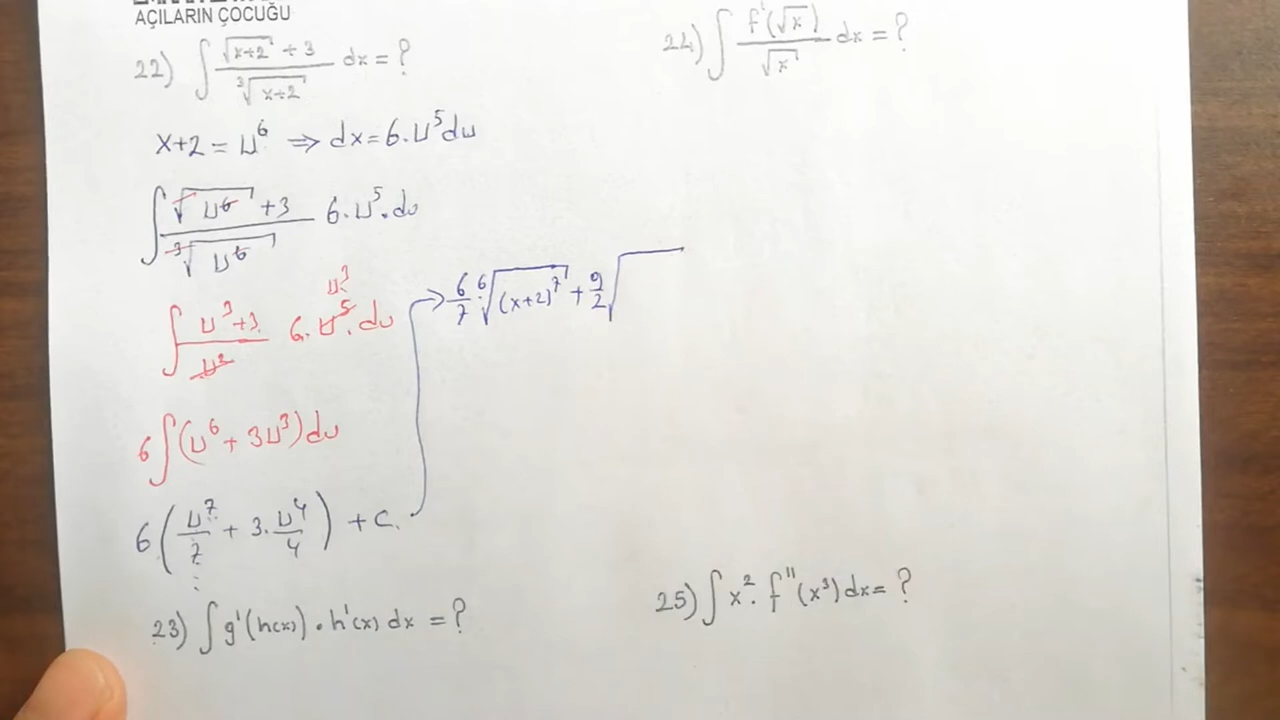 AÇILARIN ÇOCUĞU
22) ∫ (√(x+2) + 3) / ∛(x+2) dx = ?
x+2 = u⁶ ⇒ dx = 6.u⁵du
∫ (√(u⁶) + 3) / ∛(u⁶) 6.u⁵.du
u³
∫ (u³+3) / u² 6.u⁵.du
6∫(u⁶ + 3u³)du
6(u⁷/7 + 3.u⁴/4) + c.
→ 6/7 ⁶√((x+2)⁷) + 9/2 √
23) ∫ g'(h(x)) . h'(x) dx = ?
24) ∫ f'(√x) / √x dx = ?
25) ∫ x². f''(x³) dx = ?